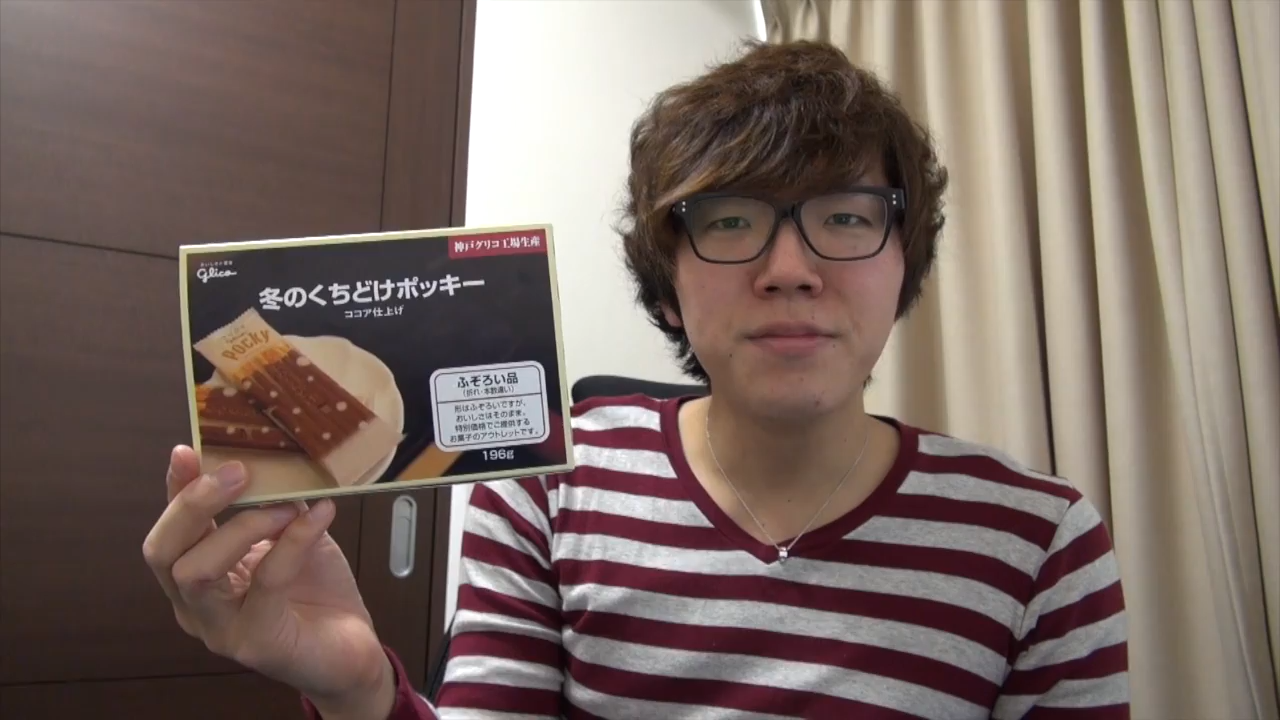 神戸グリコ工場生産
glico
冬のくちどけポッキー
ココア仕上げ
Pocky
ふぞろい品
(折れ・本数違い)
形はふぞろいですが、
おいしさはそのまま。
特別価格でご提供する
お菓子のアウトレットです。
196g